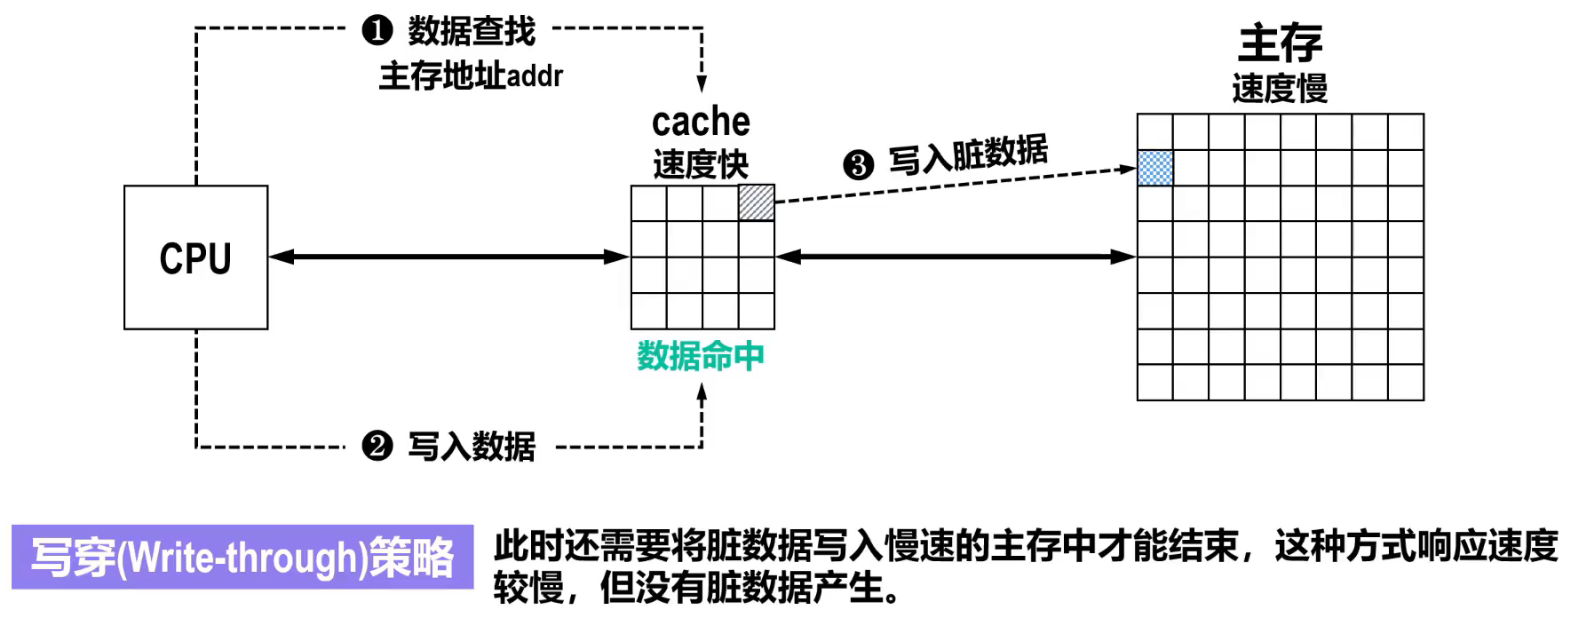 ❶ 数据查找
主存地址addr
主存
速度慢
cache
速度快
❸ 写入脏数据
CPU
数据命中
❷ 写入数据
写穿(Write-through)策略
此时还需要将脏数据写入慢速的主存中才能结束，这种方式响应速度
较慢，但没有脏数据产生。